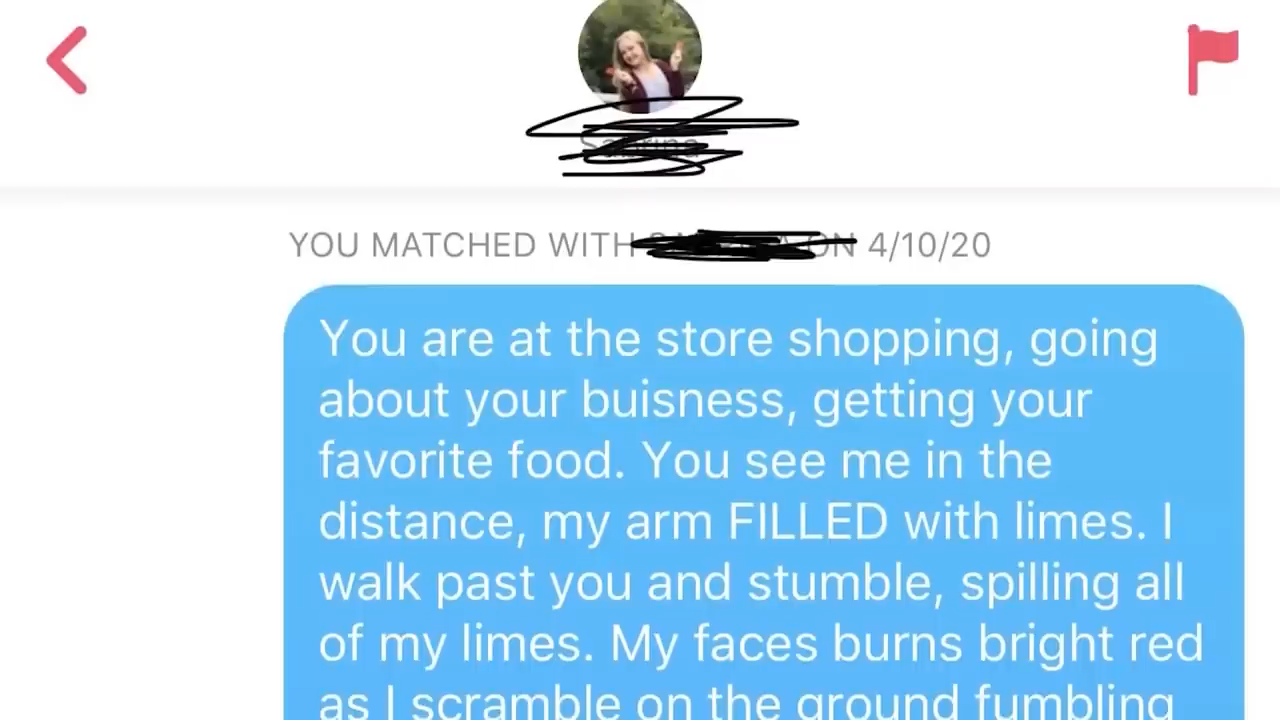 YOU MATCHED WITH ON 4/10/20
You are at the store shopping, going
about your buisness, getting your
favorite food. You see me in the
distance, my arm FILLED with limes. I
walk past you and stumble, spilling all
of my limes. My faces burns bright red
as I scramble on the ground fumbling